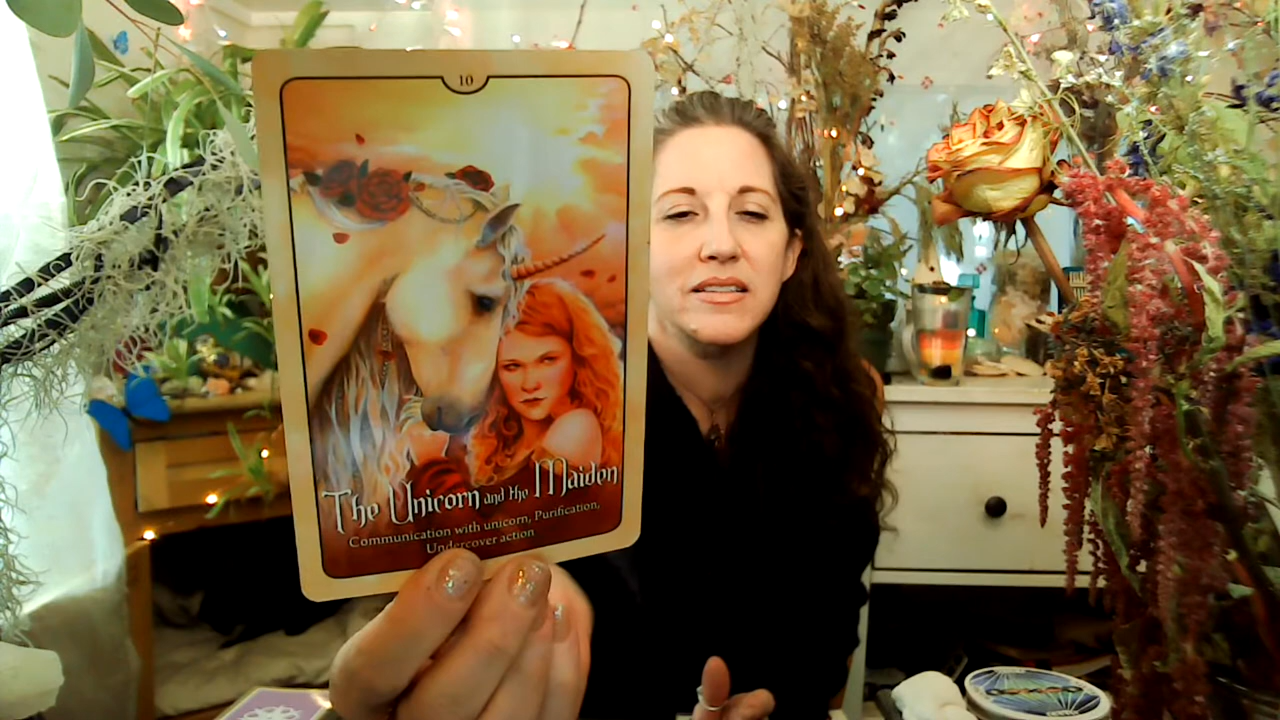 10
The Unicorn and the Maiden
Communication with unicorn, Purification,
Undercover action